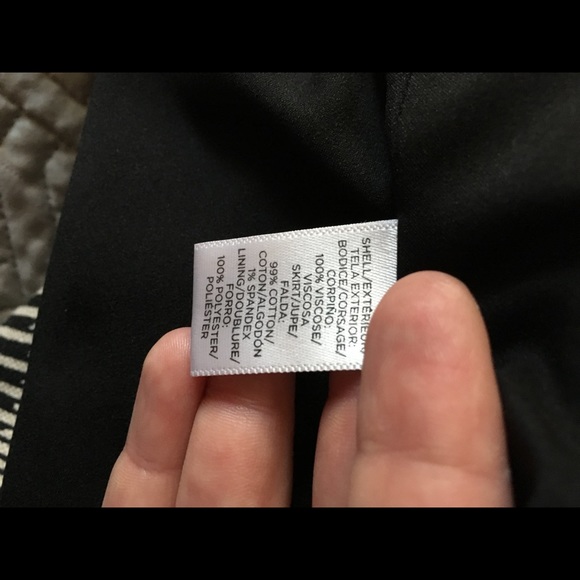 SHELL/EXTÉRIEUR/
TELA EXTERIOR:
BODICE/CORSAGE/
CORPIÑO:
100% VISCOSE/
VISCOSA
SKIRT/JUPE/
FALDA:
99% COTTON/
COTON/ALGODÓN
1% SPANDEX
LINING/DOUBLURE/
FORRO:
100% POLYESTER/
POLIÉSTER